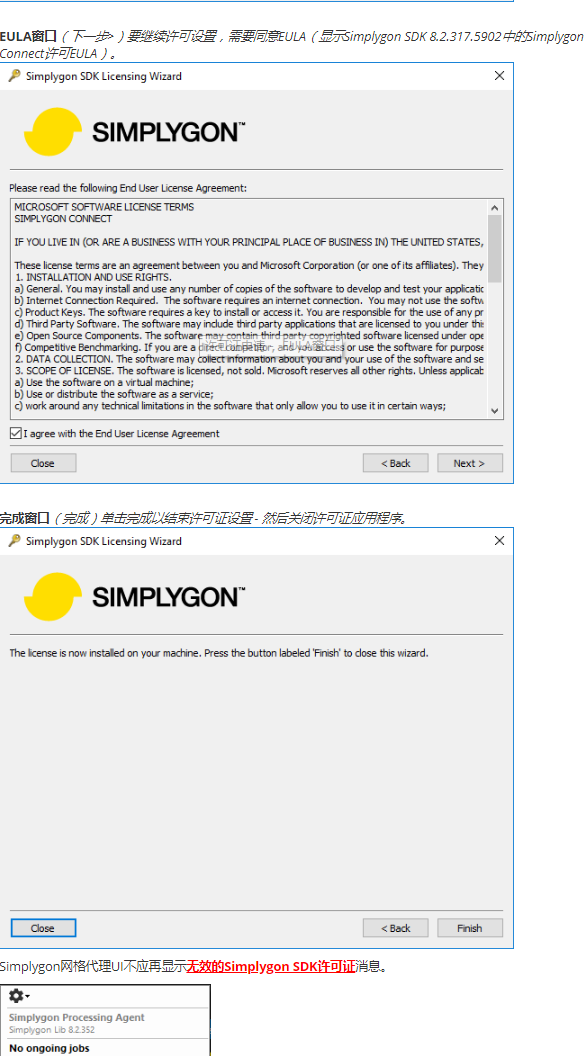 EULA窗口（下一步>）要继续许可设置，需要同意EULA（显示Simplygon SDK 8.2.317.5902中的Simplygon
Connect许可EULA）。
Simplygon SDK Licensing Wizard
SIMPLYGON™
Please read the following End User License Agreement:
MICROSOFT SOFTWARE LICENSE TERMS
SIMPLYGON CONNECT
IF YOU LIVE IN (OR ARE A BUSINESS WITH YOUR PRINCIPAL PLACE OF BUSINESS IN) THE UNITED STATES,
These license terms are an agreement between you and Microsoft Corporation (or one of its affiliates). They
1. INSTALLATION AND USE RIGHTS.
a) General. You may install and use any number of copies of the software to develop and test your applicatic
b) Internet Connection Required.  The software requires an internet connection.  You may not use the softw
c) Product Keys. The software requires a key to install or access it. You are responsible for the use of any pr
d) Third Party Software. The software may include third party applications that are licensed to you under this
e) Open Source Components. The software may contain third party copyrighted software licensed under ope
f) Competitive Benchmarking. If you are a direct competitor, and you access or use the software for purpose
2. DATA COLLECTION. The software may collect information about you and your use of the software and se
3. SCOPE OF LICENSE. The software is licensed, not sold. Microsoft reserves all other rights. Unless applicab
a) Use the software on a virtual machine;
b) Use or distribute the software as a service;
c) work around any technical limitations in the software that only allow you to use it in certain ways;
I agree with the End User License Agreement
Close
< Back
Next >
完成窗口（完成）单击完成以结束许可证设置 - 然后关闭许可证应用程序。
Simplygon SDK Licensing Wizard
SIMPLYGON™
The license is now installed on your machine. Press the button labeled 'Finish' to close this wizard.
Close
< Back
Finish
Simplygon网格代理UI不应再显示无效的Simplygon SDK许可证消息。
Simplygon Processing Agent
Simplygon Lib 8.2.352
No ongoing jobs